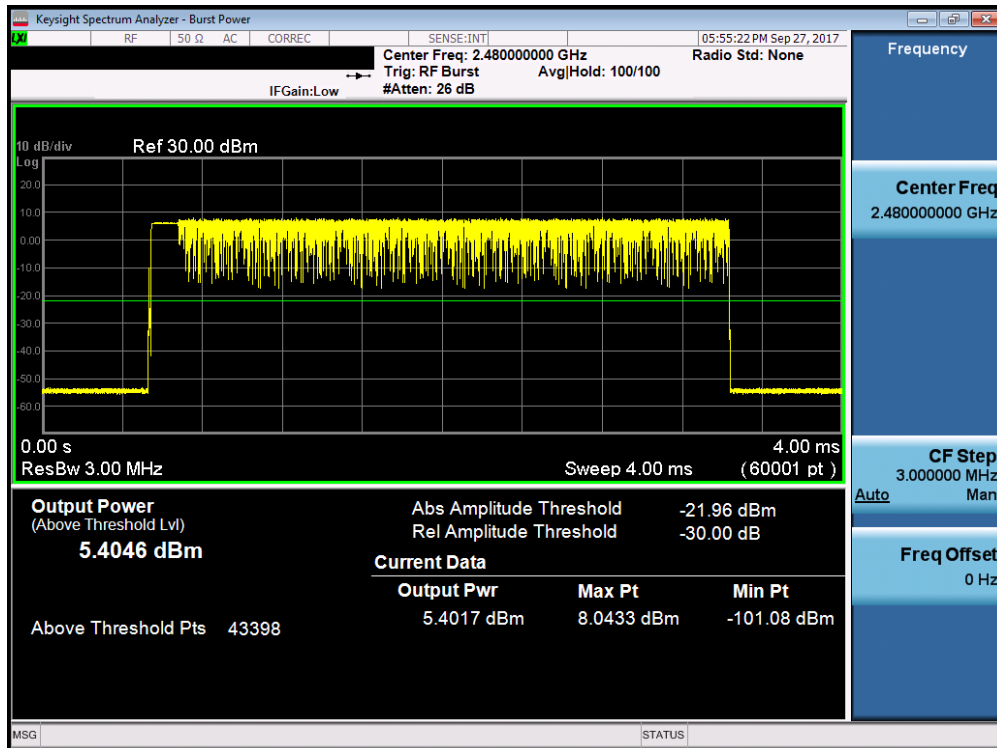 Keysight Spectrum Analyzer - Burst Power
LXI RF 50 Ω AC CORREC SENSE:INT 05:55:22 PM Sep 27, 2017
Center Freq: 2.480000000 GHz Radio Std: None
Trig: RF Burst Avg|Hold: 100/100
IFGain:Low #Atten: 26 dB
Frequency
10 dB/div Ref 30.00 dBm
Log
20.0
10.0
0.00
-10.0
-20.0
-30.0
-40.0
-50.0
-60.0
0.00 s 4.00 ms
ResBw 3.00 MHz Sweep 4.00 ms (60001 pt)
Center Freq
2.480000000 GHz
CF Step
3.000000 MHz
Auto Man
Freq Offset
0 Hz
Output Power
(Above Threshold Lvl)
5.4046 dBm
Above Threshold Pts 43398
Abs Amplitude Threshold -21.96 dBm
Rel Amplitude Threshold -30.00 dB
Current Data
Output Pwr Max Pt Min Pt
5.4017 dBm 8.0433 dBm -101.08 dBm
MSG STATUS